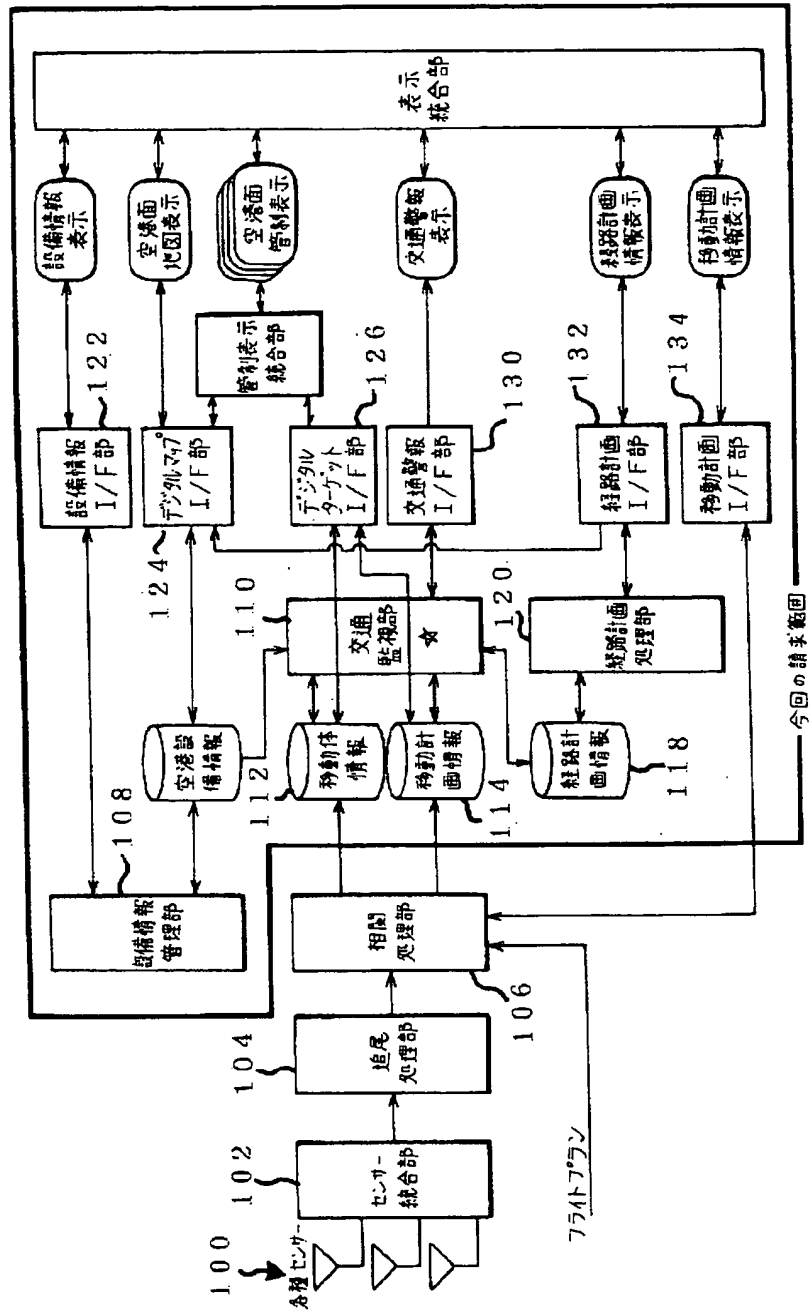 100
各種センサー
102
センサー
統合部
104
追尾
処理部
106
相関
処理部
フライトプラン
108
設備情報
管理部
空港設
備情報
112
移動体
情報
114
移動計
画情報
118
経路計
画情報
110
交通
監視部
☆
120
経路計画
処理部
122
設備情報
I/F部
124
デジタルマップ
I/F部
126
デジタル
ターゲット
I/F部
130
交通警報
I/F部
132
経路計画
I/F部
134
移動計画
I/F部
管制表示
統合部
設備情報
表示
空港面
地図表示
空港面
管制表示
交通警報
表示
経路計画
情報表示
移動計画
情報表示
表示
統合部
今回の請求範囲